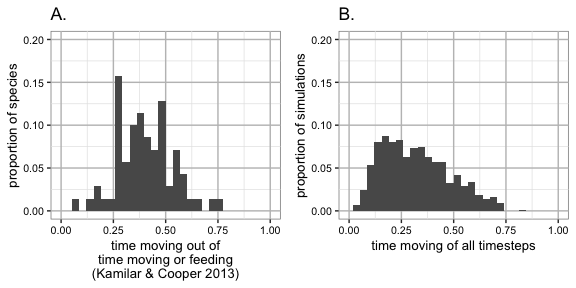 A.
proportion of species
0.20
0.15
0.10
0.05
0.00
0.00 0.25 0.50 0.75 1.00
time moving out of
time moving or feeding
(Kamilar & Cooper 2013)
B.
proportion of simulations
0.20
0.15
0.10
0.05
0.00
0.00 0.25 0.50 0.75 1.00
time moving of all timesteps